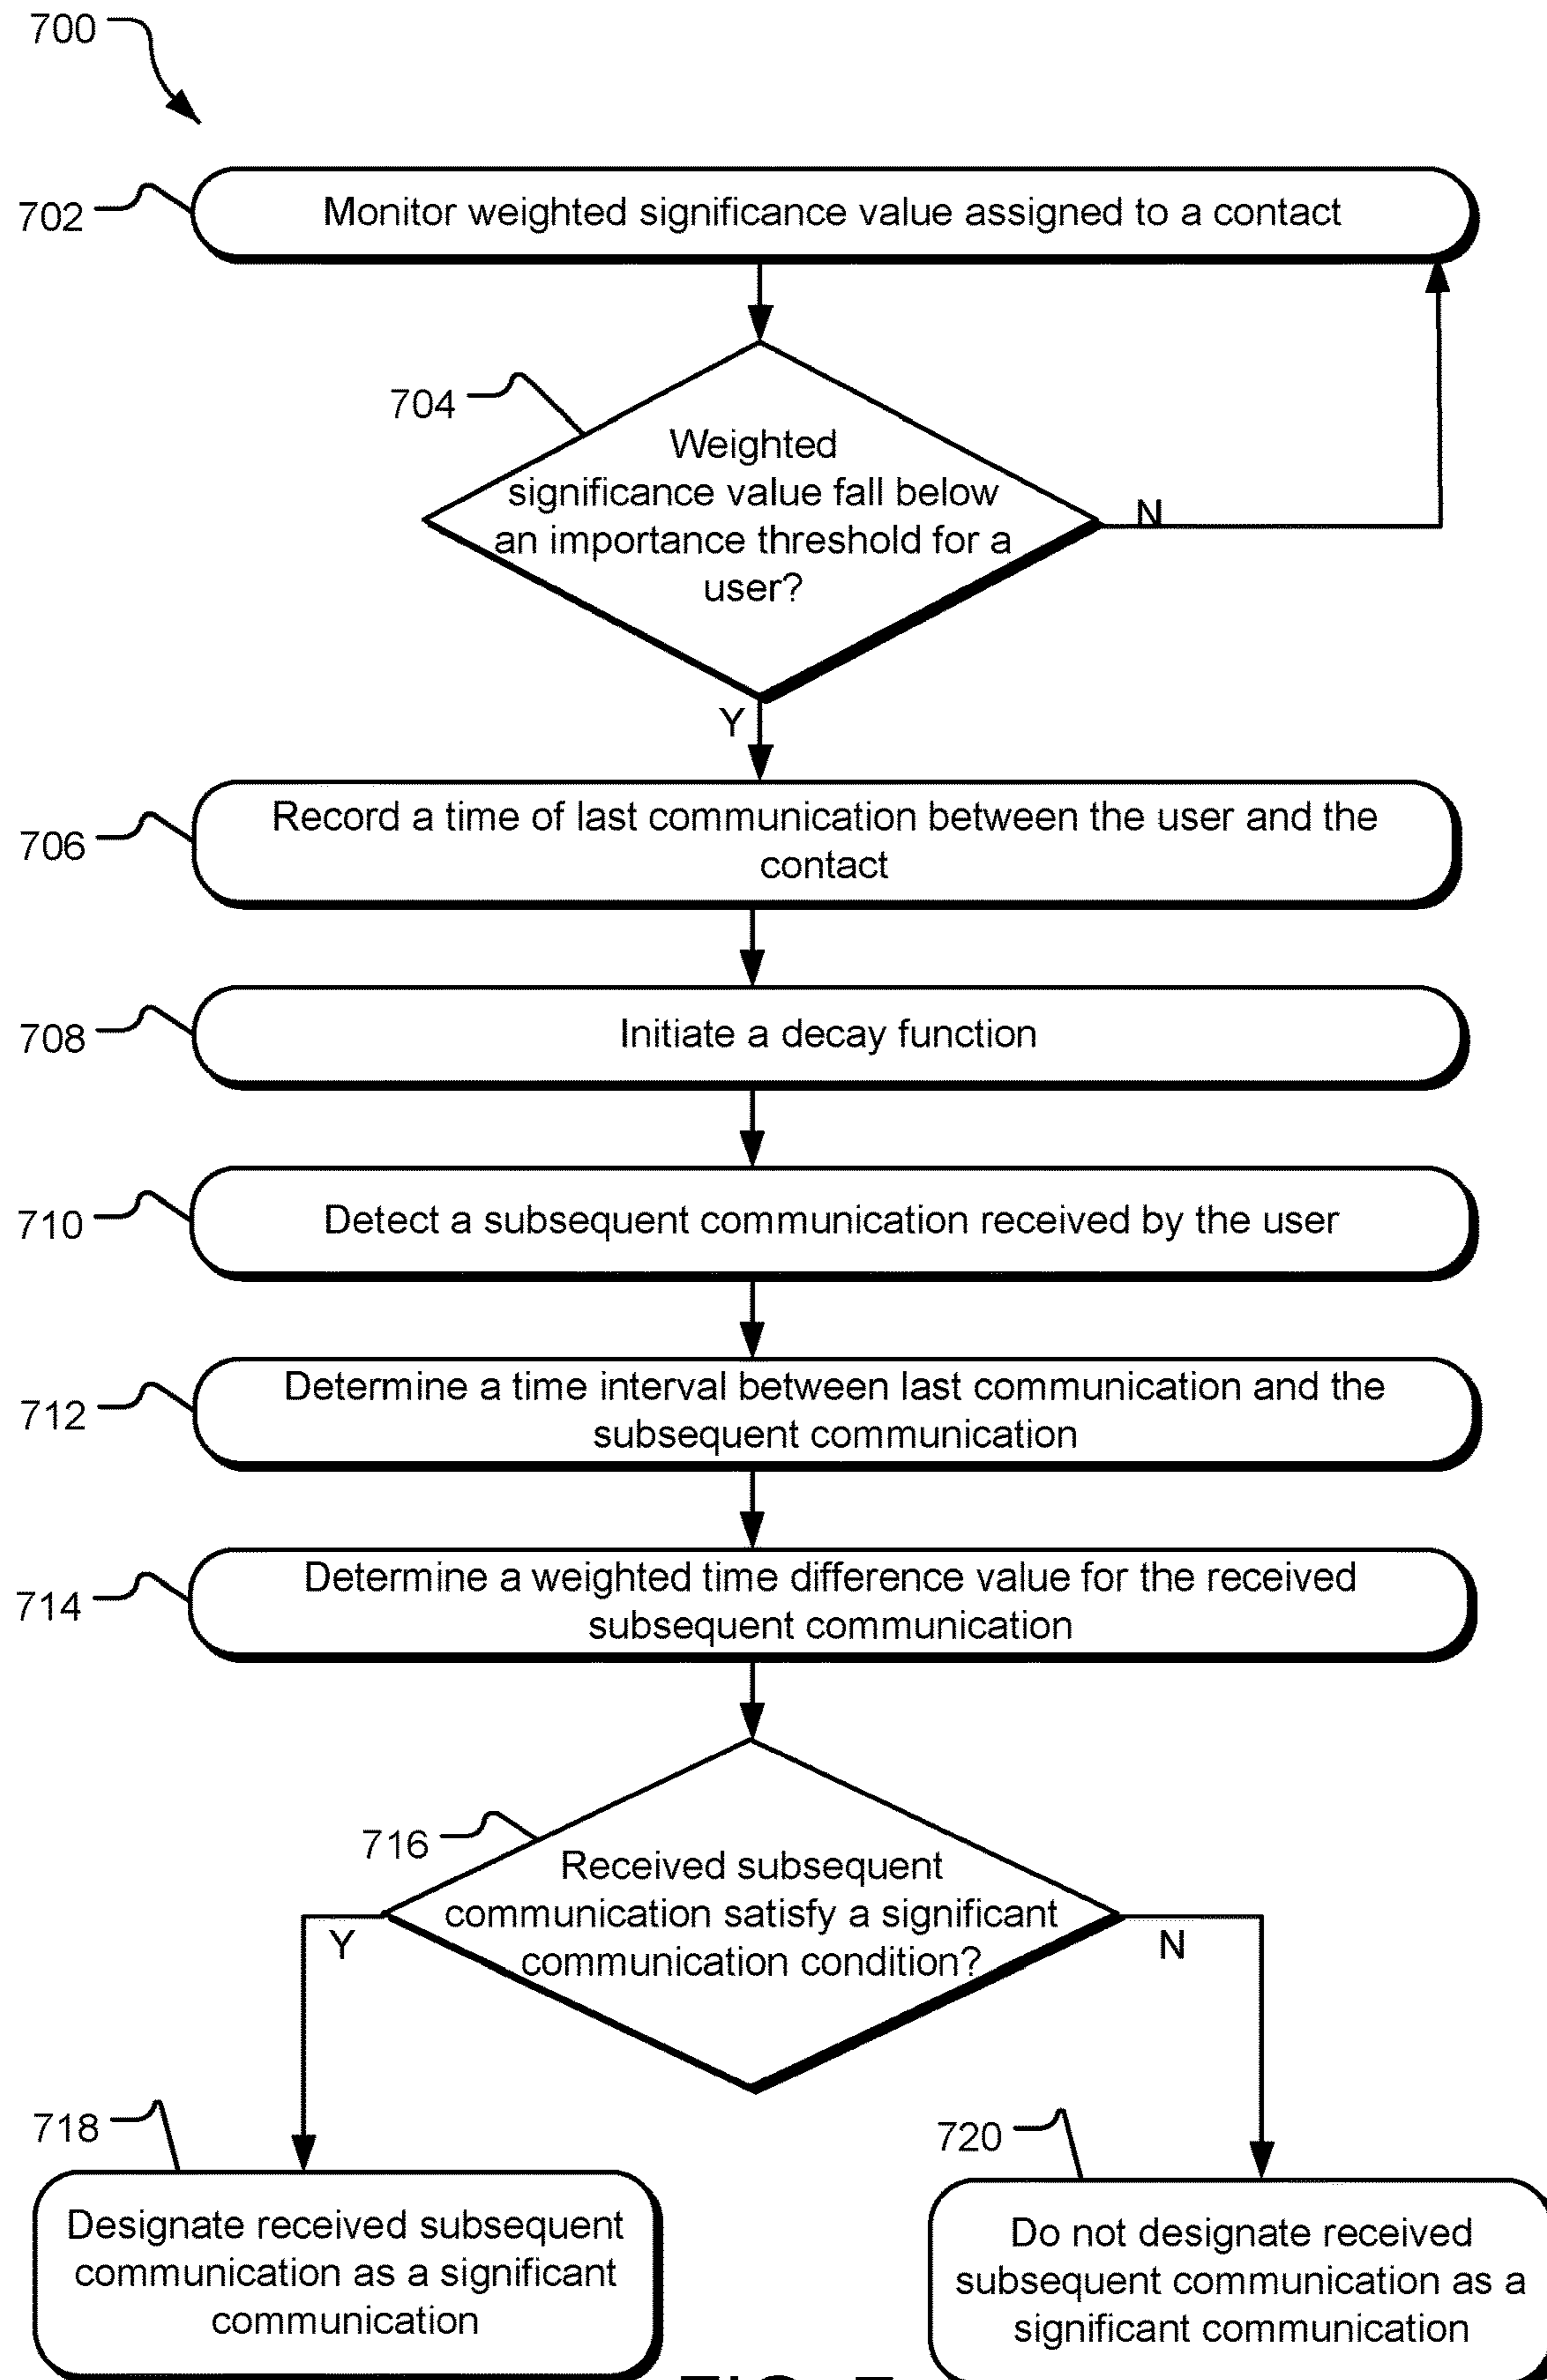 700
702
Monitor weighted significance value assigned to a contact
704
Weighted
significance value fall below
an importance threshold for a
user?
N
Y
706
Record a time of last communication between the user and the
contact
708
Initiate a decay function
710
Detect a subsequent communication received by the user
712
Determine a time interval between last communication and the
subsequent communication
714
Determine a weighted time difference value for the received
subsequent communication
716
Received subsequent
communication satisfy a significant
communication condition?
Y
N
718
Designate received subsequent
communication as a significant
communication
720
Do not designate received
subsequent communication as a
significant communication